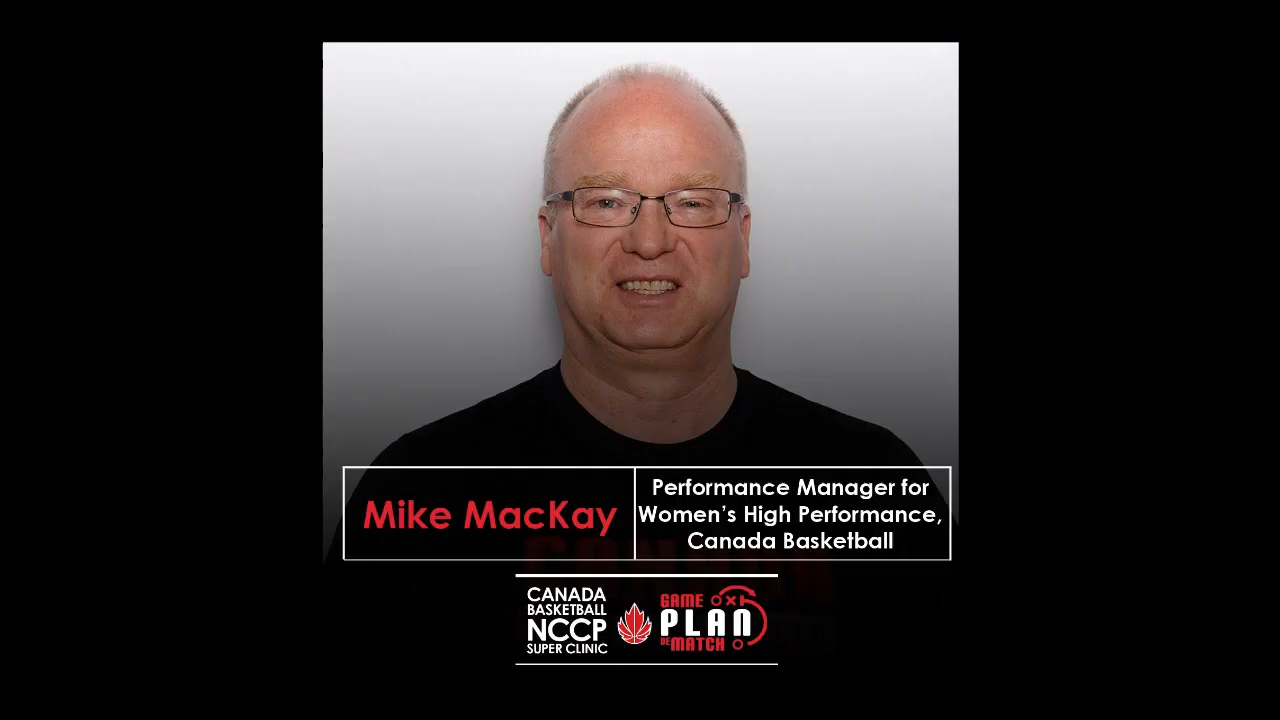 Mike MacKay
Performance Manager for
Women's High Performance,
Canada Basketball
CANADA
BASKETBALL
NCCP
SUPER CLINIC
GAME
PLAN
DE MATCH